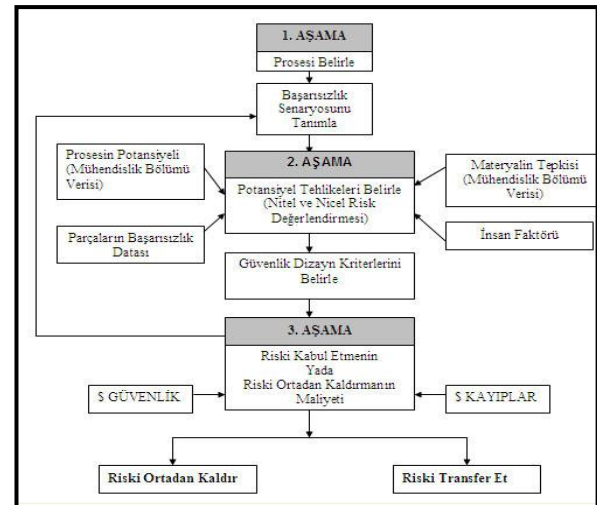 1. AŞAMA
Prosesi Belirle
Başarısızlık
Senaryosunu
Tanımla
Prosesin Potansiyeli
(Mühendislik Bölümü
Verisi)
2. AŞAMA
Potansiyel Tehlikeleri Belirle
(Nitel ve Nicel Risk
Değerlendirmesi)
Materyalin Tepkisi
(Mühendislik Bölümü
Verisi)
Parçaların Başarısızlık
Datası
İnsan Faktörü
Güvenlik Dizayn Kriterlerini
Belirle
3. AŞAMA
Riski Kabul Etmenin
Yada
Riski Ortadan Kaldırmanın
Maliyeti
$ GÜVENLİK
$ KAYIPLAR
Riski Ortadan Kaldır
Riski Transfer Et